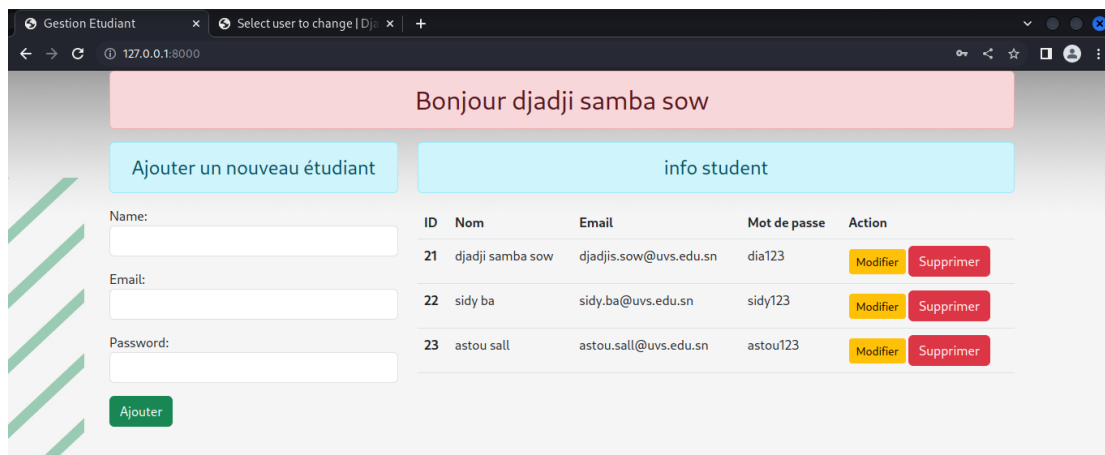 Gestion Etudiant
Select user to change | Dja
127.0.0.1:8000
Bonjour djadji samba sow
Ajouter un nouveau étudiant
info student
Name:
Email:
Password:
Ajouter
ID Nom Email Mot de passe Action
21 djadji samba sow djadjis.sow@uvs.edu.sn dia123 Modifier Supprimer
22 sidy ba sidy.ba@uvs.edu.sn sidy123 Modifier Supprimer
23 astou sall astou.sall@uvs.edu.sn astou123 Modifier Supprimer